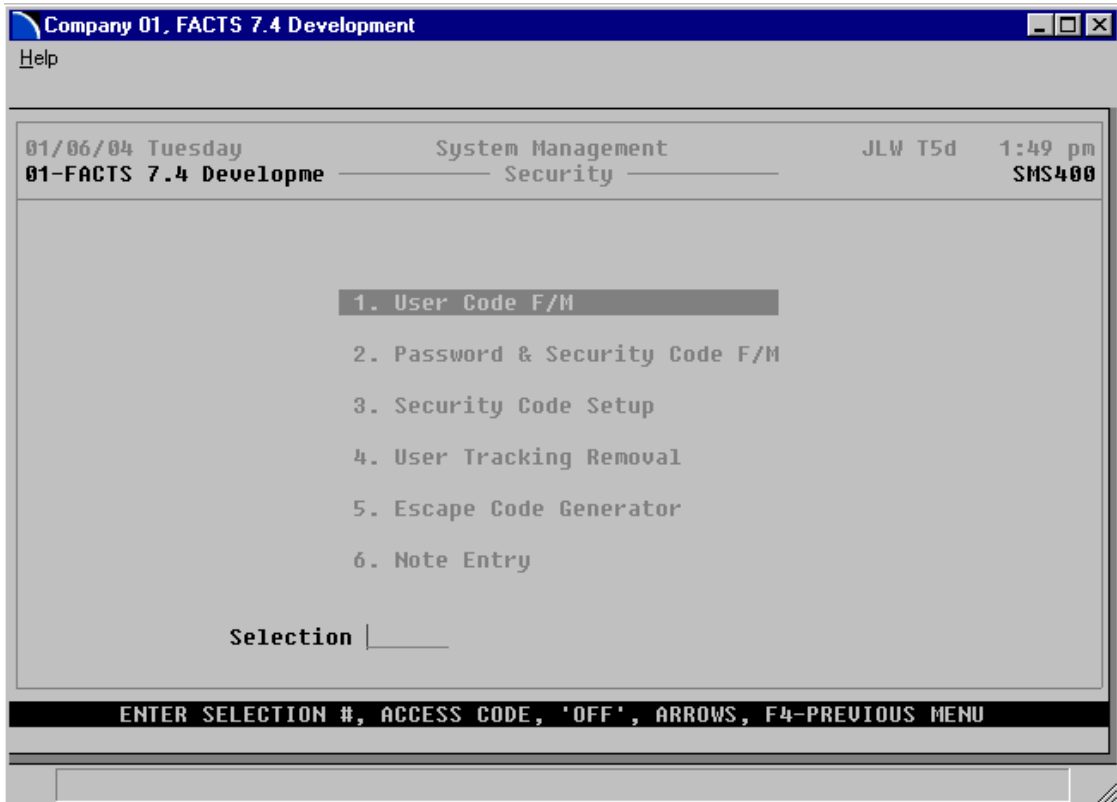 Company 01, FACTS 7.4 Development
Help
01/06/04 Tuesday System Management JLW T5d 1:49 pm
01-FACTS 7.4 Developme Security SMS400
1. User Code F/M
2. Password & Security Code F/M
3. Security Code Setup
4. User Tracking Removal
5. Escape Code Generator
6. Note Entry
Selection
ENTER SELECTION #, ACCESS CODE, 'OFF', ARROWS, F4-PREVIOUS MENU